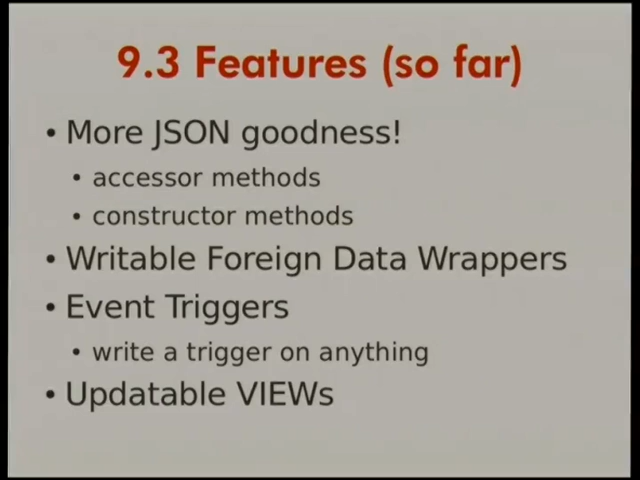 9.3 Features (so far)
• More JSON goodness!
• accessor methods
• constructor methods
• Writable Foreign Data Wrappers
• Event Triggers
• write a trigger on anything
• Updatable VIEWs